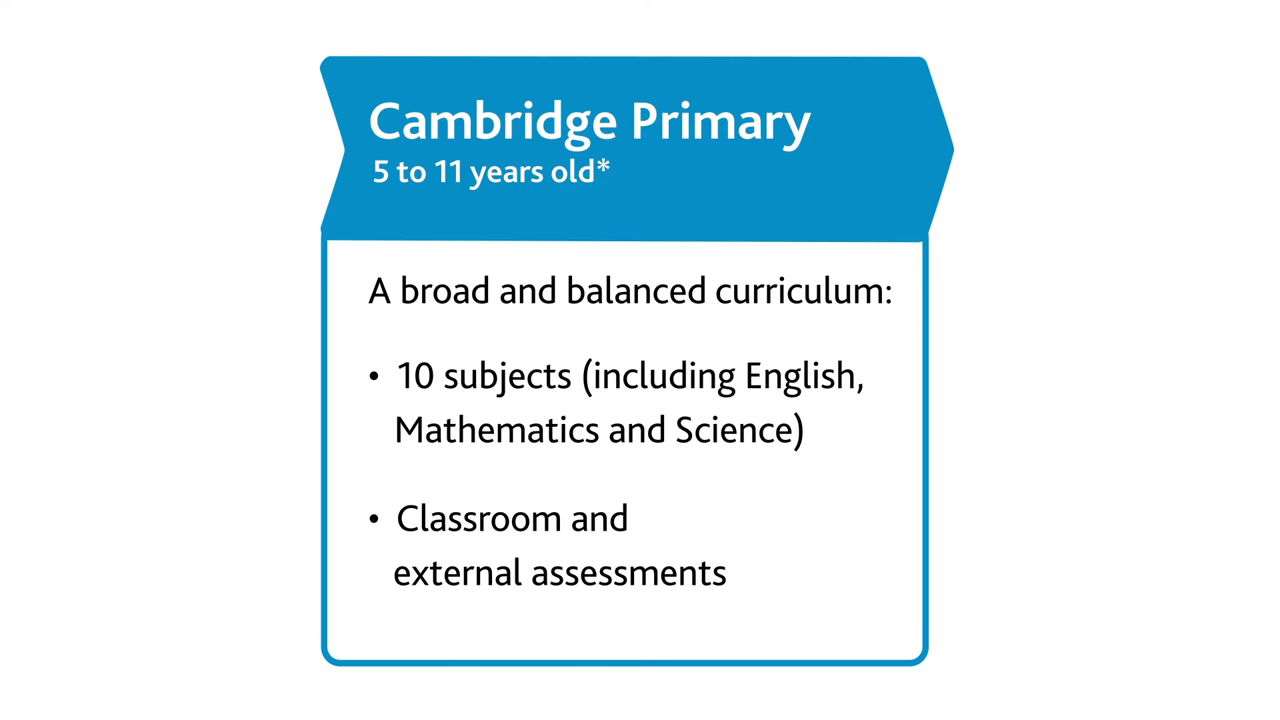 Cambridge Primary
5 to 11 years old*
A broad and balanced curriculum:
• 10 subjects (including English,
Mathematics and Science)
• Classroom and
external assessments